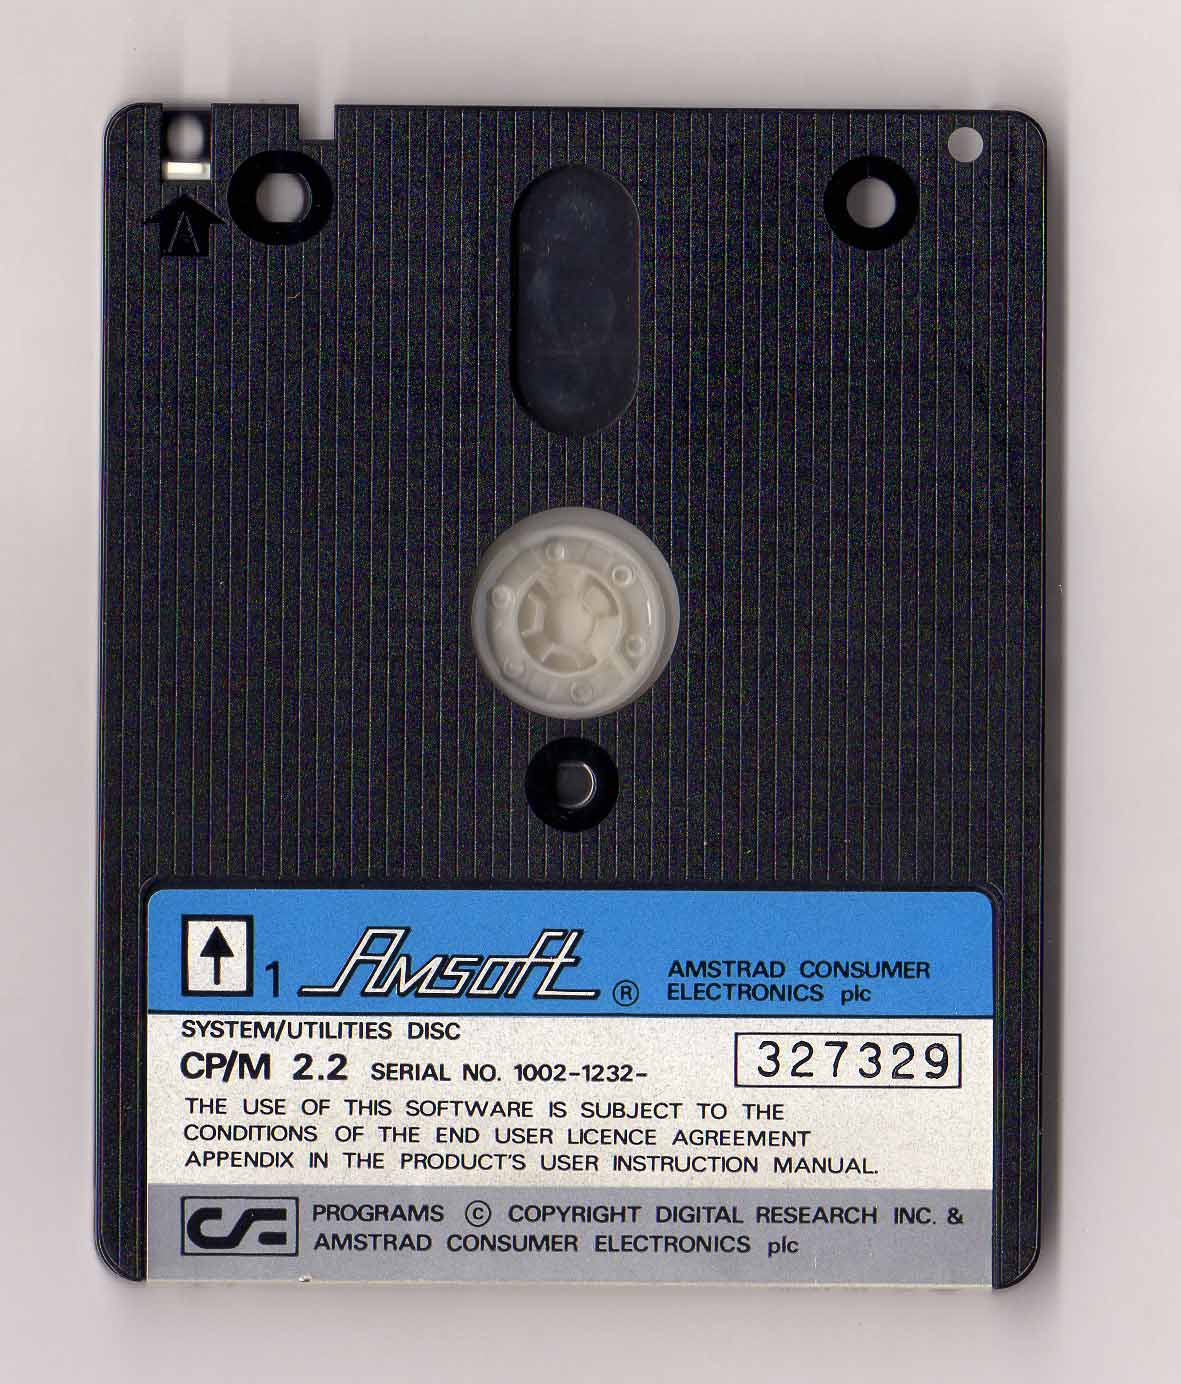 A
1 Amsoft ® AMSTRAD CONSUMER
ELECTRONICS plc
SYSTEM/UTILITIES DISC
CP/M 2.2 SERIAL NO. 1002-1232- 327329
THE USE OF THIS SOFTWARE IS SUBJECT TO THE
CONDITIONS OF THE END USER LICENCE AGREEMENT
APPENDIX IN THE PRODUCT'S USER INSTRUCTION MANUAL.
PROGRAMS © COPYRIGHT DIGITAL RESEARCH INC. &
AMSTRAD CONSUMER ELECTRONICS plc